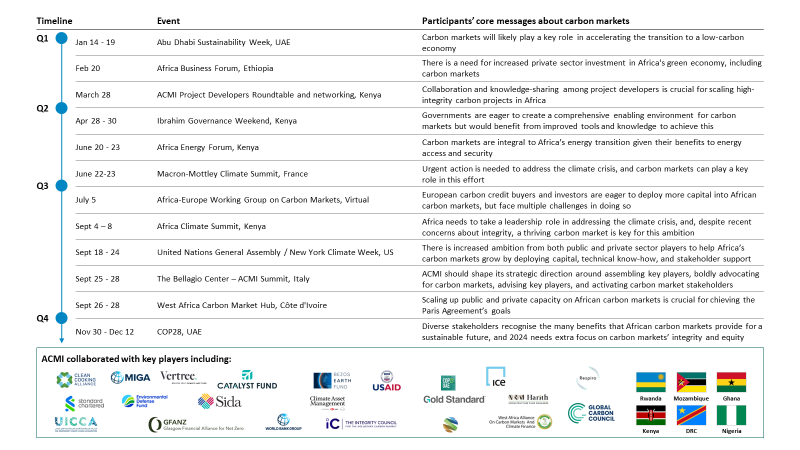 Timeline Event Participants' core messages about carbon markets
Q1
Jan 14 - 19 Abu Dhabi Sustainability Week, UAE
Carbon markets will likely play a key role in accelerating the transition to a low-carbon
economy
Feb 20 Africa Business Forum, Ethiopia
There is a need for increased private sector investment in Africa's green economy, including
carbon markets
March 28 ACMI Project Developers Roundtable and networking, Kenya
Collaboration and knowledge-sharing among project developers is crucial for scaling high-
integrity carbon projects in Africa
Q2
Apr 28 - 30 Ibrahim Governance Weekend, Kenya
Governments are eager to create a comprehensive enabling environment for carbon
markets but would benefit from improved tools and knowledge to achieve this
June 20 - 23 Africa Energy Forum, Kenya
Carbon markets are integral to Africa's energy transition given their benefits to energy
access and security
June 22-23 Macron-Mottley Climate Summit, France
Urgent action is needed to address the climate crisis, and carbon markets can play a key
role in this effort
Q3
July 5 Africa-Europe Working Group on Carbon Markets, Virtual
European carbon credit buyers and investors are eager to deploy more capital into African
carbon markets, but face multiple challenges in doing so
Sept 4 – 8 Africa Climate Summit, Kenya
Africa needs to take a leadership role in addressing the climate crisis, and, despite recent
concerns about integrity, a thriving carbon market is key for this ambition
Sept 18 - 24 United Nations General Assembly / New York Climate Week, US
There is increased ambition from both public and private sector players to help Africa's
carbon markets grow by deploying capital, technical know-how, and stakeholder support
Sept 25 - 28 The Bellagio Center – ACMI Summit, Italy
ACMI should shape its strategic direction around assembling key players, boldly advocating
for carbon markets, advising key players, and activating carbon market stakeholders
Sept 26 - 28 West Africa Carbon Market Hub, Côte d'Ivoire
Scaling up public and private capacity on African carbon markets is crucial for chieving the
Paris Agreement's goals
Q4
Nov 30 - Dec 12 COP28, UAE
Diverse stakeholders recognise the many benefits that African carbon markets provide for a
sustainable future, and 2024 needs extra focus on carbon markets' integrity and equity
ACMI collaborated with key players including:
CLEAN
COOKING
ALLIANCE
MIGA
Vertree
CATALYST FUND
BEZOS
EARTH
FUND
USAID
ICE
Respira
standard
chartered
Environmental
Defense
Fund
Sida
Climate Asset
Management
Gold Standard
Harith
GLOBAL
CARBON
COUNCIL
UICCA
GFANZ
Glasgow Financial Alliance for Net Zero
WORLD BANK GROUP
iC THE INTEGRITY COUNCIL
West Africa Alliance
On Carbon Markets And
Climate Finance
Rwanda Mozambique Ghana
Kenya DRC Nigeria